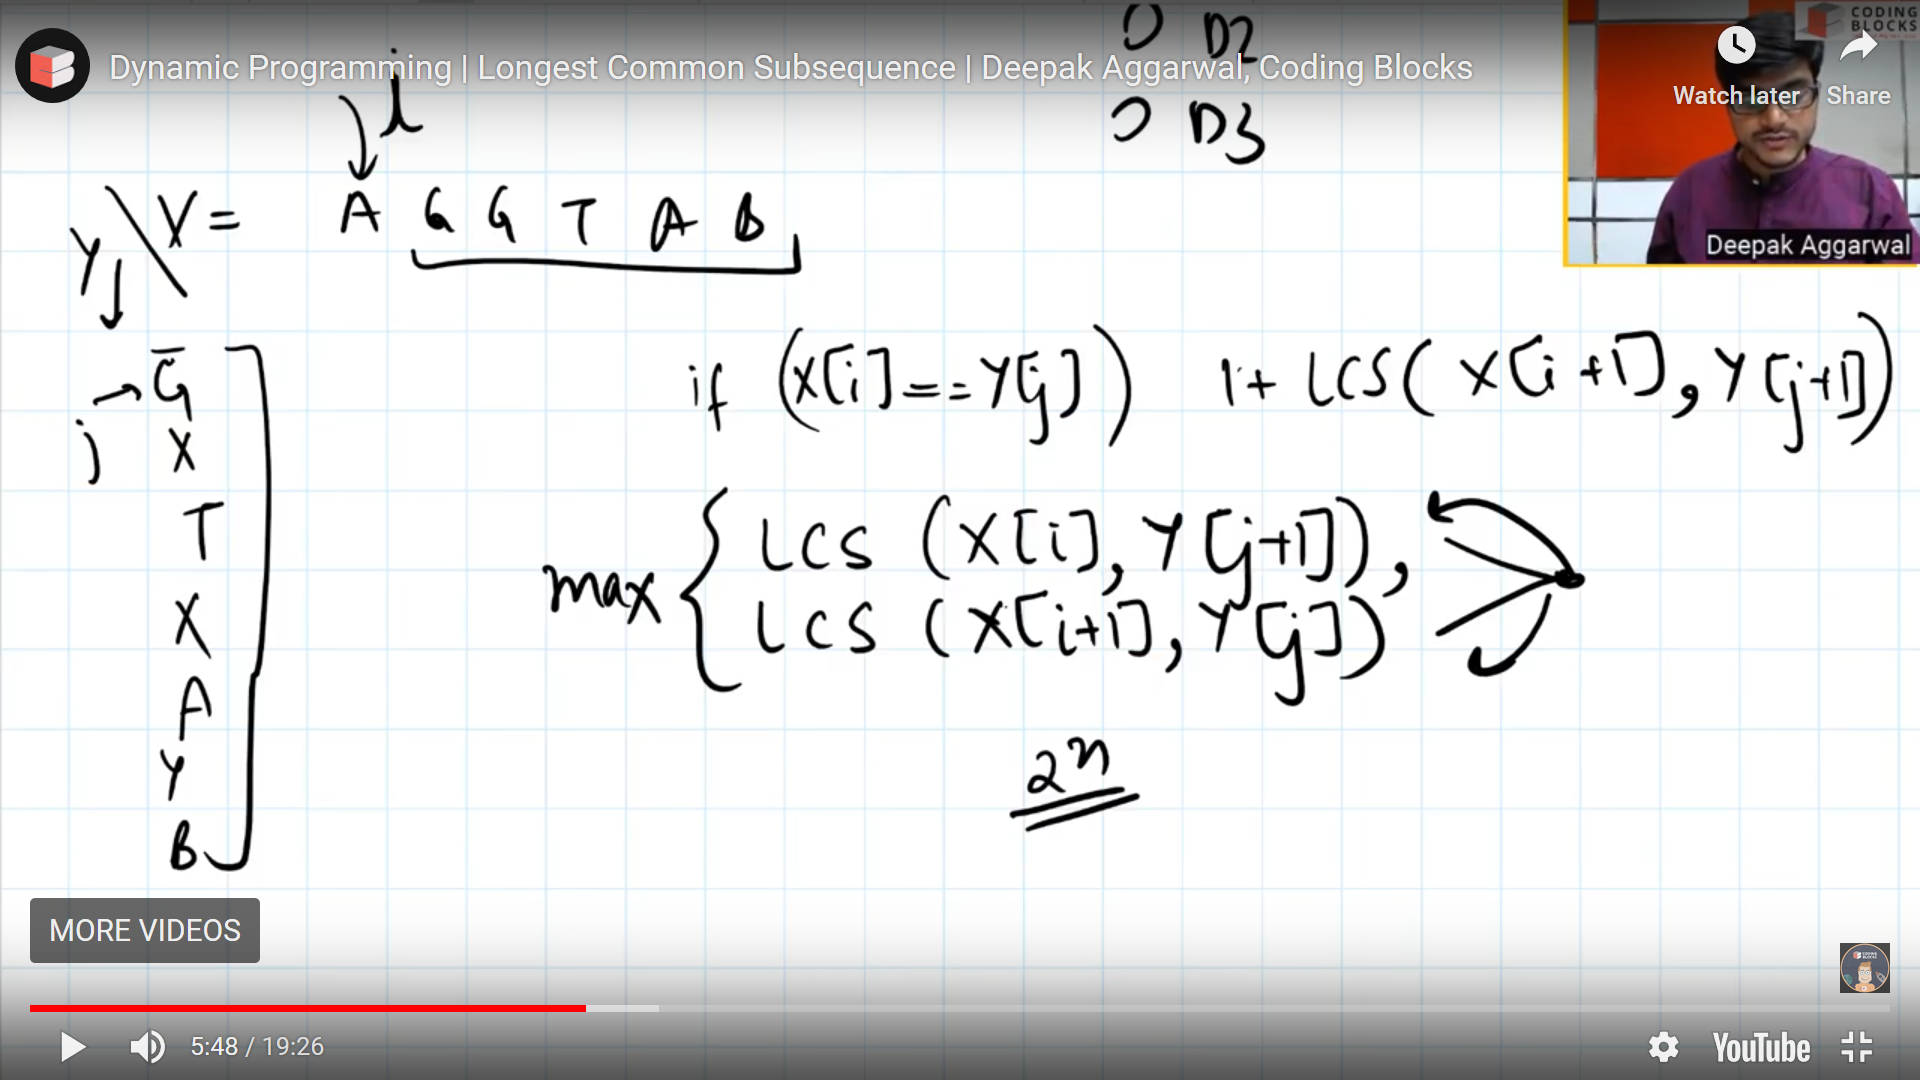 CODING
BLOCKS
Dynamic Programming | Longest Common Subsequence | Deepak Aggarwal, Coding Blocks
Watch later
Share
D2
D3
i
Y \ X = A G G T A B
Deepak Aggarwal
j
G
X
T
X
A
Y
B
if (X[i] == Y[j]) 1 + LCS(X[i+1], Y[j+1])
max { LCS (X[i], Y[j+1]),
LCS (X[i+1], Y[j])
2^n
MORE VIDEOS
5:48 / 19:26
YouTube